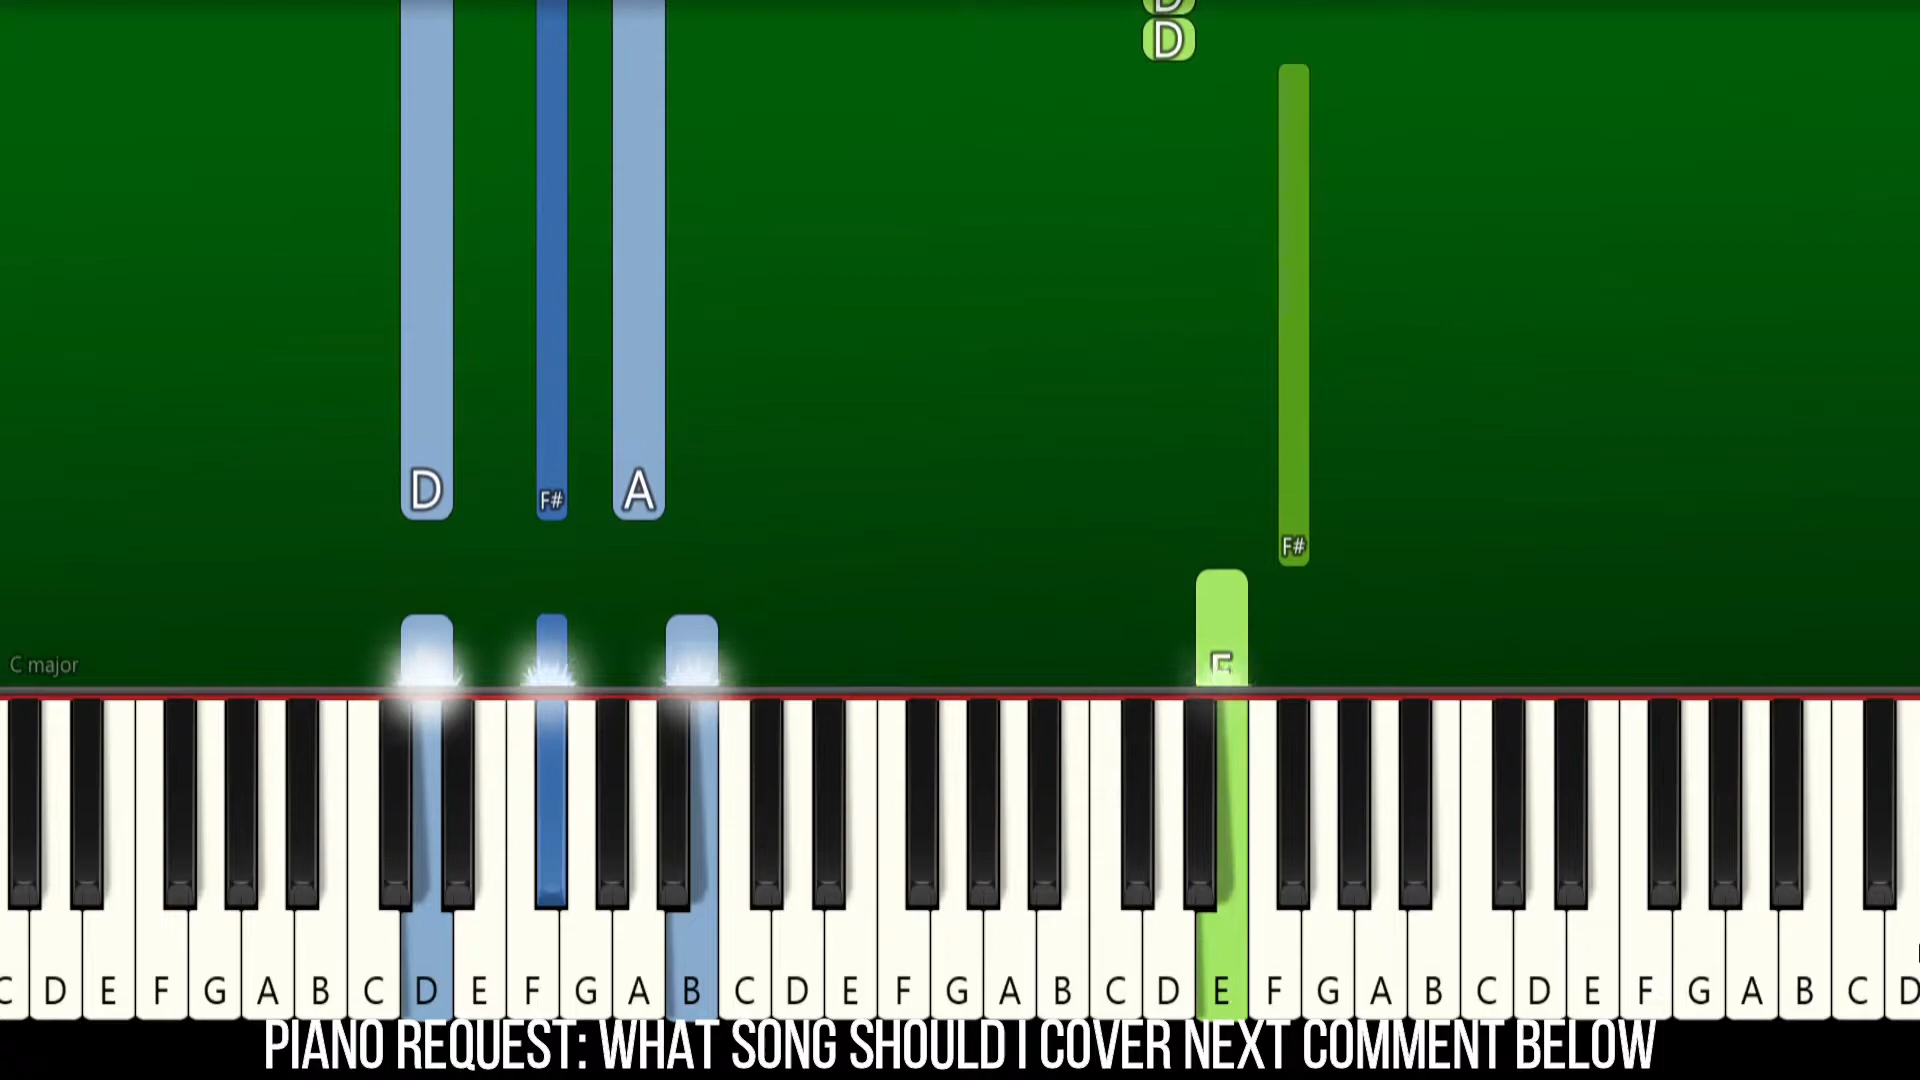 D
D
D A
F#
F#
E
C major
C D E F G A B C D E F G A B C D E F G A B C D E F G A B C D E F G A B C D
PIANO REQUEST: WHAT SONG SHOULD I COVER NEXT COMMENT BELOW